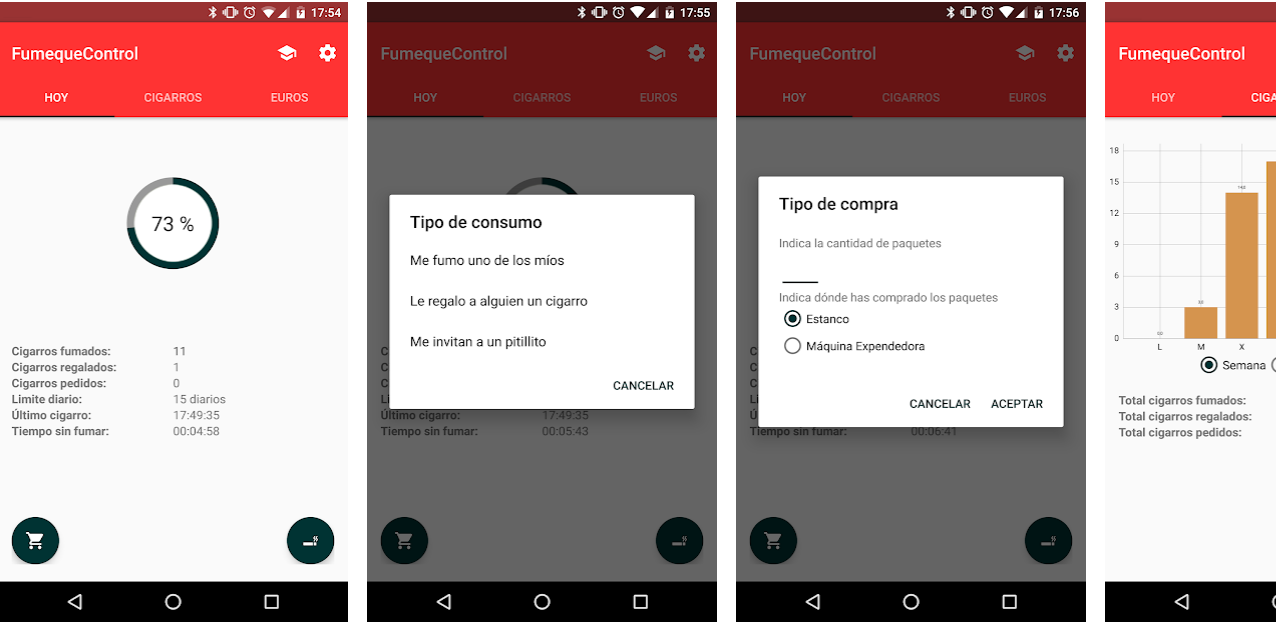 17:54
FumequeControl
HOY CIGARROS EUROS
73 %
Cigarros fumados: 11
Cigarros regalados: 1
Cigarros pedidos: 0
Limite diario: 15 diarios
Último cigarro: 17:49:35
Tiempo sin fumar: 00:04:58
17:55
FumequeControl
HOY CIGARROS EUROS
Tipo de consumo
Me fumo uno de los míos
Le regalo a alguien un cigarro
Me invitan a un pitillito
CANCELAR
C
C
C
Li
Último cigarro: 17:49:35
Tiempo sin fumar: 00:05:43
17:56
FumequeControl
HOY CIGARROS EUROS
Tipo de compra
Indica la cantidad de paquetes
Indica dónde has comprado los paquetes
Estanco
Máquina Expendedora
CANCELAR ACEPTAR
C
C
C
Li
Ú
Tiempo sin fumar: 00:06:41
FumequeControl
HOY CIGA
18
15
12
9
6
3
0
L M X
Semana
Total cigarros fumados:
Total cigarros regalados:
Total cigarros pedidos: